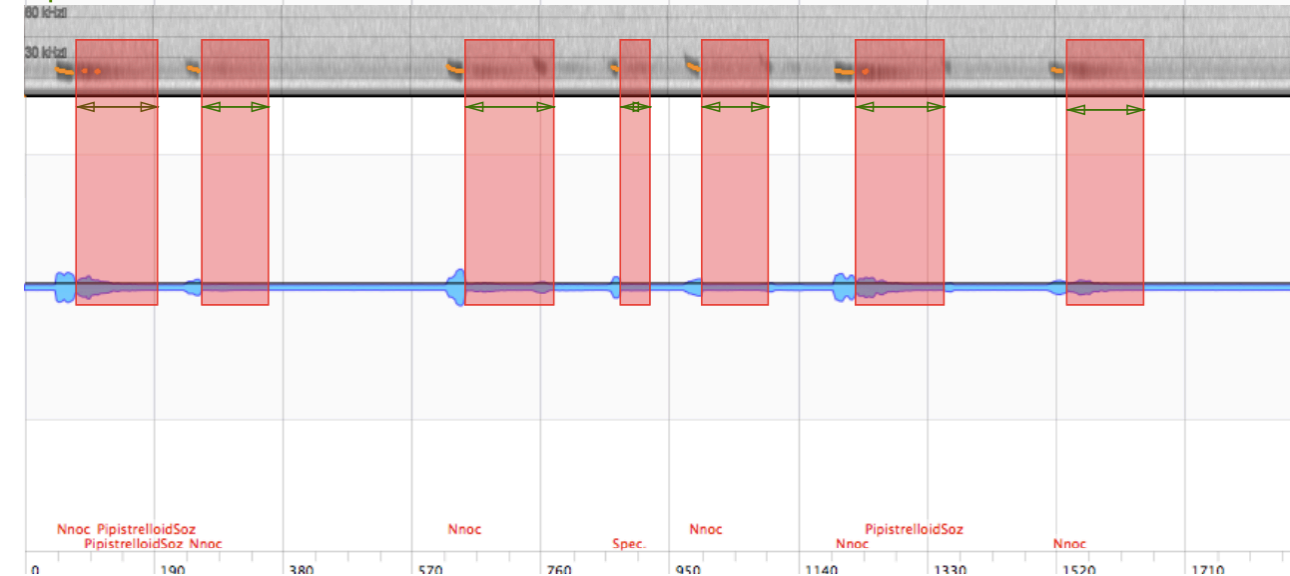 60 kHz
30 kHz
Nnoc PipistrelloidSoz Nnoc Nnoc PipistrelloidSoz
PipistrelloidSoz Nnoc Spec. Nnoc Nnoc
0 190 380 570 760 950 1140 1330 1520 1710